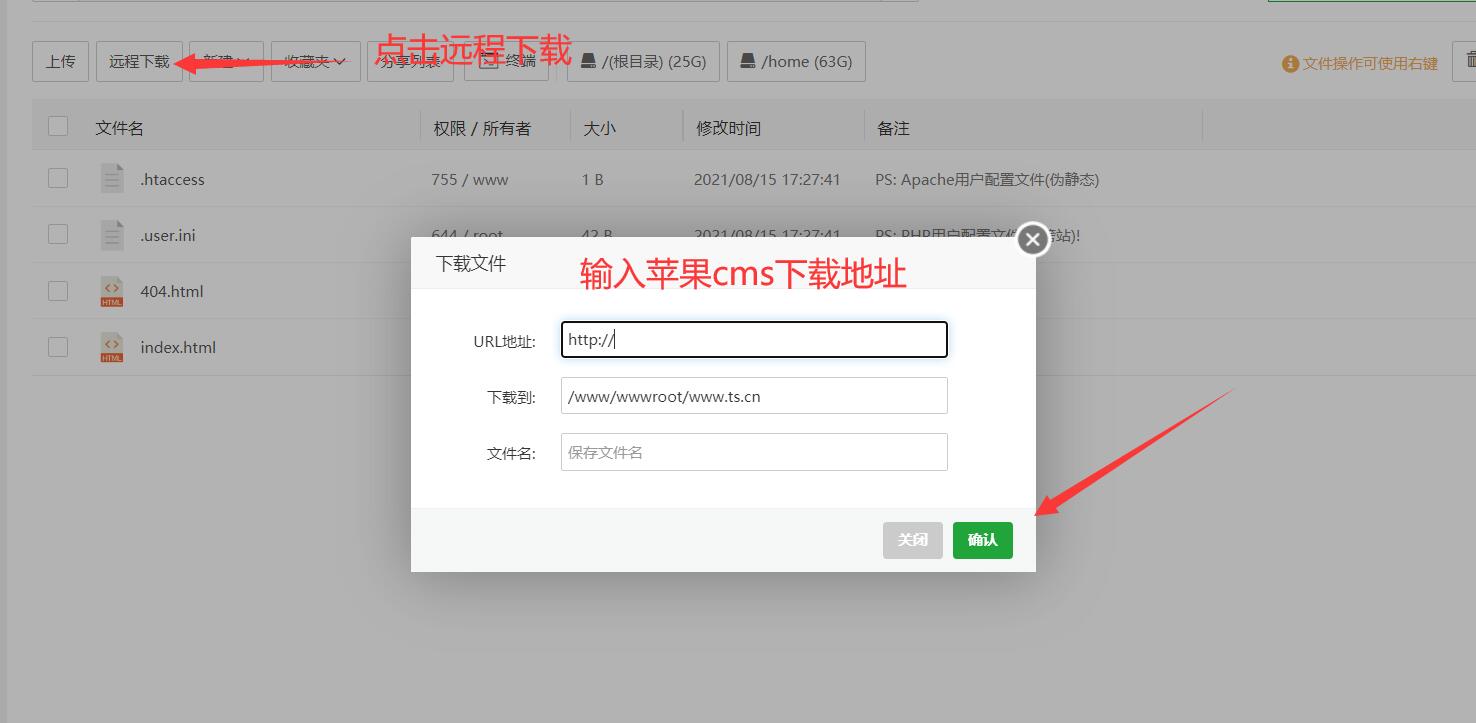 上传 远程下载 新建 收藏夹 分享列表 终端 /(根目录) (25G) /home (63G) 文件操作可使用右键
点击远程下载
文件名 权限 / 所有者 大小 修改时间 备注
.htaccess 755 / www 1 B 2021/08/15 17:27:41 PS: Apache用户配置文件(伪静态)
.user.ini 644 / root 42 B 2021/08/15 17:27:41 PS: PHP用户配置文件 跨站)!
下载文件
输入苹果cms下载地址
404.html
URL地址: http://
index.html
下载到: /www/wwwroot/www.ts.cn
文件名: 保存文件名
关闭 确认